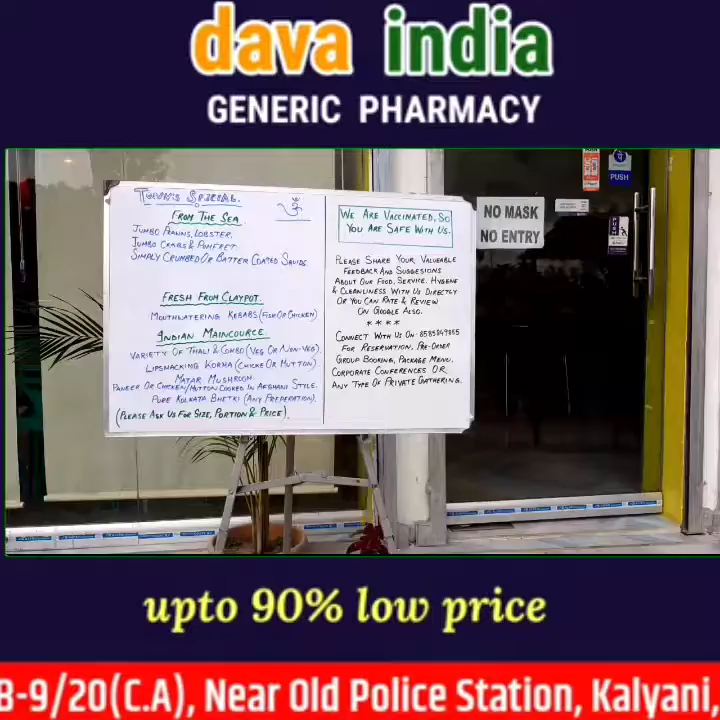 dava india
GENERIC PHARMACY
TODAY'S SPECIAL.
FROM THE SEA
JUMBO PRAWNS, LOBSTER.
JUMBO CRABS & POMFRET.
SIMPLY CRUMBED OR BATTER COATED SQUIDS.
FRESH FROM CLAYPOT.
MOUTHWATERING KEBABS (FISH OR CHICKEN)
INDIAN MAINCOURCE.
VARIETY OF THALI & COMBO (VEG OR NON-VEG).
LIPSMACKING KORMA (CHICKE OR MUTTON).
MATAR MUSHROOM.
PANEER OR CHICKEN/MUTTON COOKED IN AFGHANI STYLE.
PURE KOLKATA BHETKI (ANY PREPARATION).
(PLEASE ASK US FOR SIZE, PORTION & PRICE).
WE ARE VACCINATED, SO
YOU ARE SAFE WITH US.
PLEASE SHARE YOUR VALUEABLE
FEEDBACK AND SUGGESIONS
ABOUT OUR FOOD, SERVICE, HYGENE
& CLEANLINESS WITH US DIRECTLY
OR YOU CAN RATE & REVIEW
ON GOOGLE ALSO.
****
CONNECT WITH US ON- 8585849855
FOR RESERVATION, PRE-ORDER
GROUP BOOKING, PACKAGE MENU,
CORPORATE CONFERENCES OR
ANY TYPE OF PRIVATE GATHERING.
NO MASK
NO ENTRY
PUSH
upto 90% low price
B-9/20(C.A), Near Old Police Station, Kalyani,